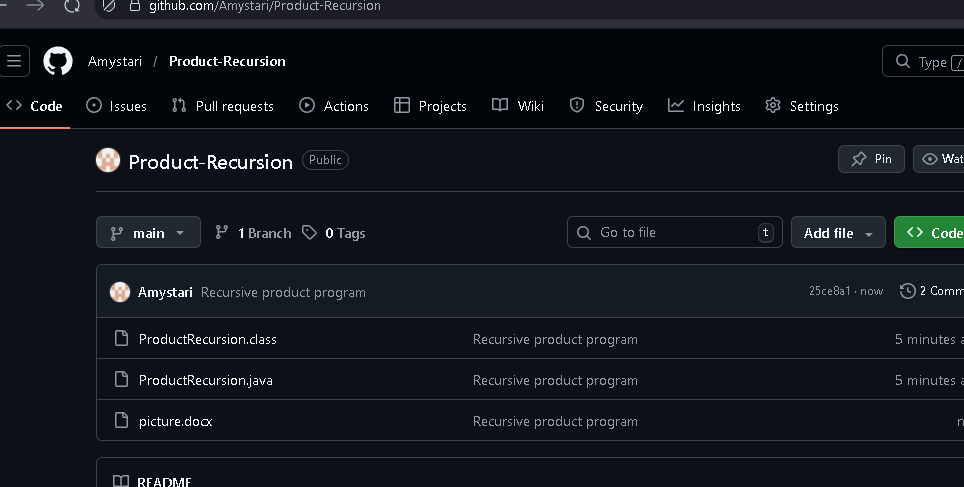 github.com/Amystari/Product-Recursion
Amystari / Product-Recursion
Type /
Code Issues Pull requests Actions Projects Wiki Security Insights Settings
Product-Recursion Public
Pin
main 1 Branch 0 Tags
Go to file t
Add file
Code
Amystari Recursive product program 25ce8a1 · now 2
ProductRecursion.class Recursive product program 5 minutes
ProductRecursion.java Recursive product program 5 minutes
picture.docx Recursive product program
README